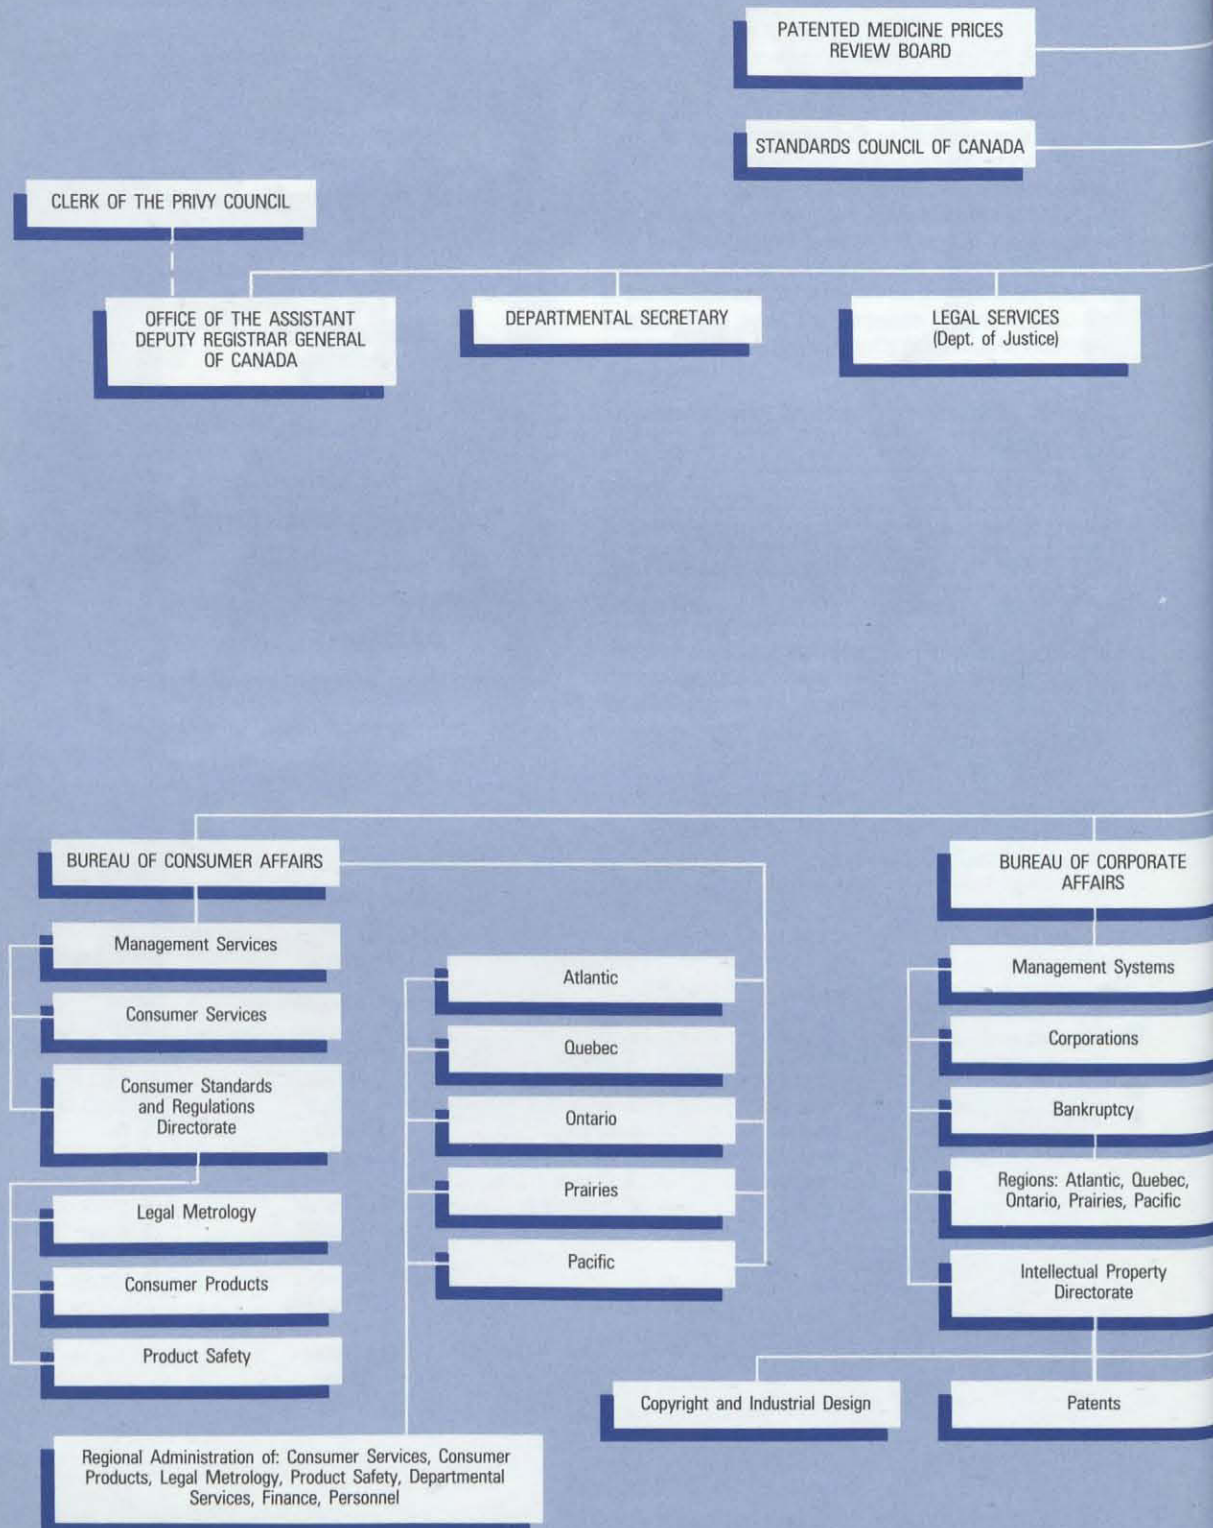 PATENTED MEDICINE PRICES
REVIEW BOARD
STANDARDS COUNCIL OF CANADA
CLERK OF THE PRIVY COUNCIL
OFFICE OF THE ASSISTANT
DEPUTY REGISTRAR GENERAL
OF CANADA
DEPARTMENTAL SECRETARY
LEGAL SERVICES
(Dept. of Justice)
BUREAU OF CONSUMER AFFAIRS
Management Services
Consumer Services
Consumer Standards
and Regulations
Directorate
Legal Metrology
Consumer Products
Product Safety
Atlantic
Quebec
Ontario
Prairies
Pacific
Regional Administration of: Consumer Services, Consumer
Products, Legal Metrology, Product Safety, Departmental
Services, Finance, Personnel
BUREAU OF CORPORATE
AFFAIRS
Management Systems
Corporations
Bankruptcy
Regions: Atlantic, Quebec,
Ontario, Prairies, Pacific
Intellectual Property
Directorate
Copyright and Industrial Design
Patents